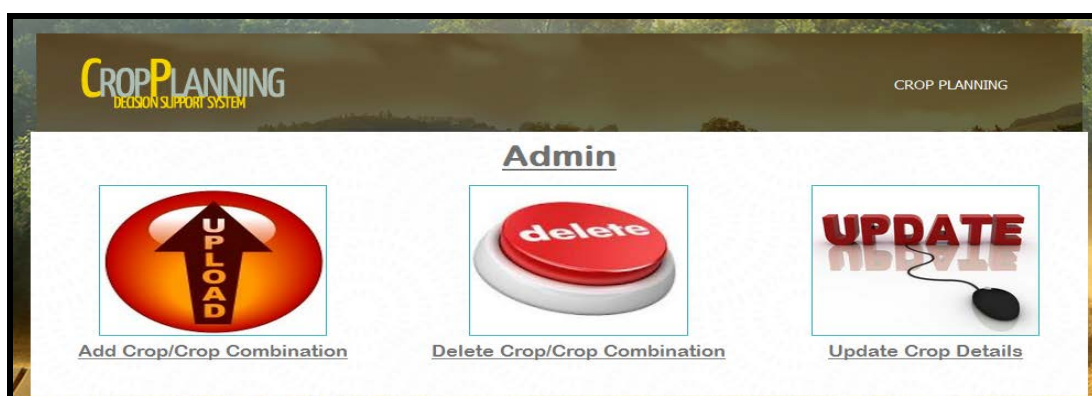 CROPPLANNING
DECISION SUPPORT SYSTEM
CROP PLANNING
Admin
UPLOAD
delete
UPDATE
Add Crop/Crop Combination
Delete Crop/Crop Combination
Update Crop Details